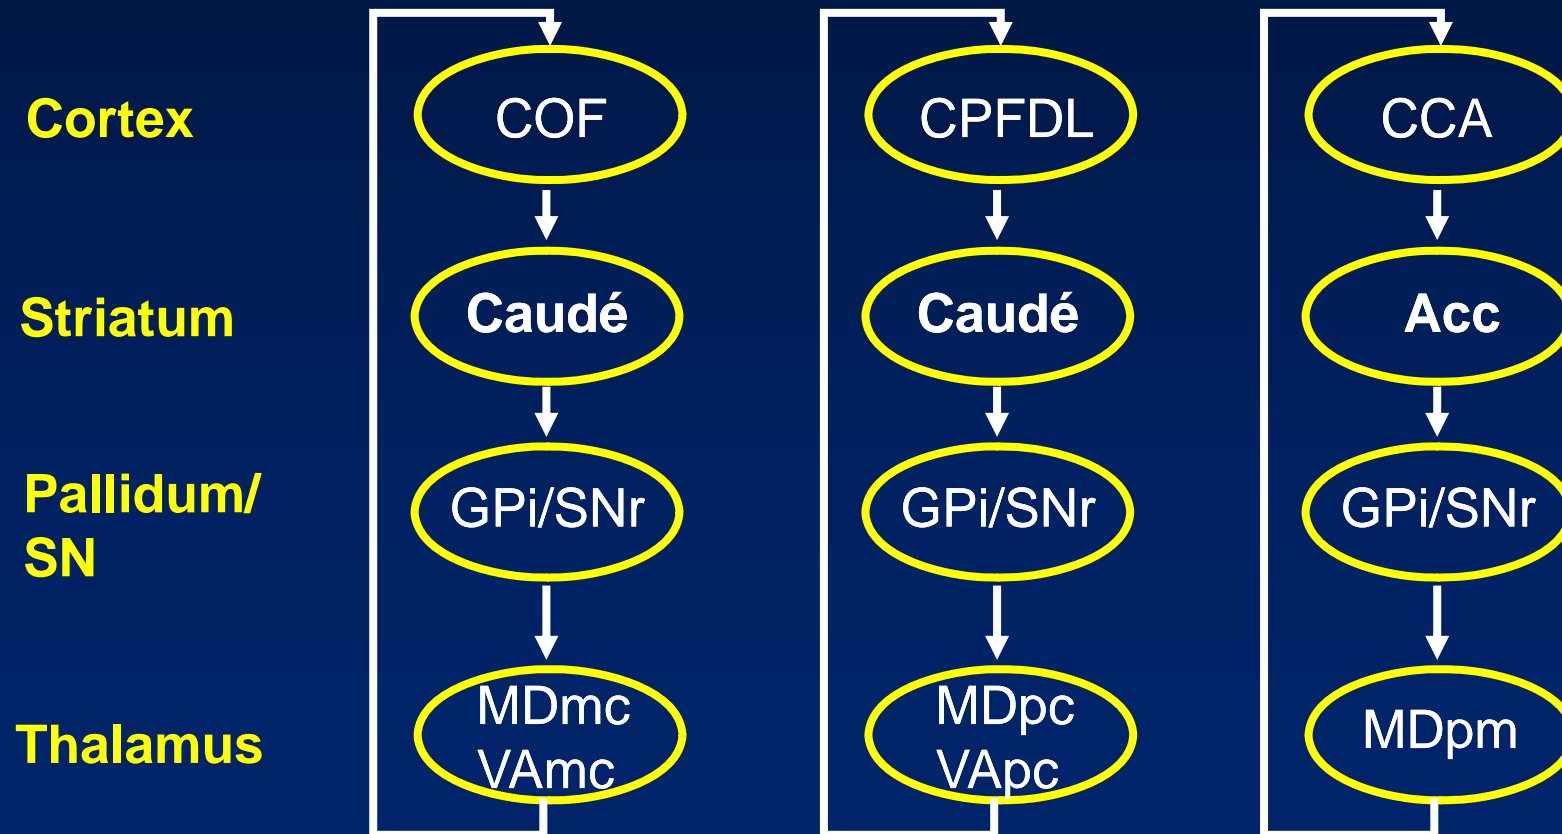 Cortex
COF
CPFDL
CCA
Striatum
Caudé
Caudé
Acc
Pallidum/
SN
GPi/SNr
GPi/SNr
GPi/SNr
Thalamus
MDmc
VAmc
MDpc
VApc
MDpm